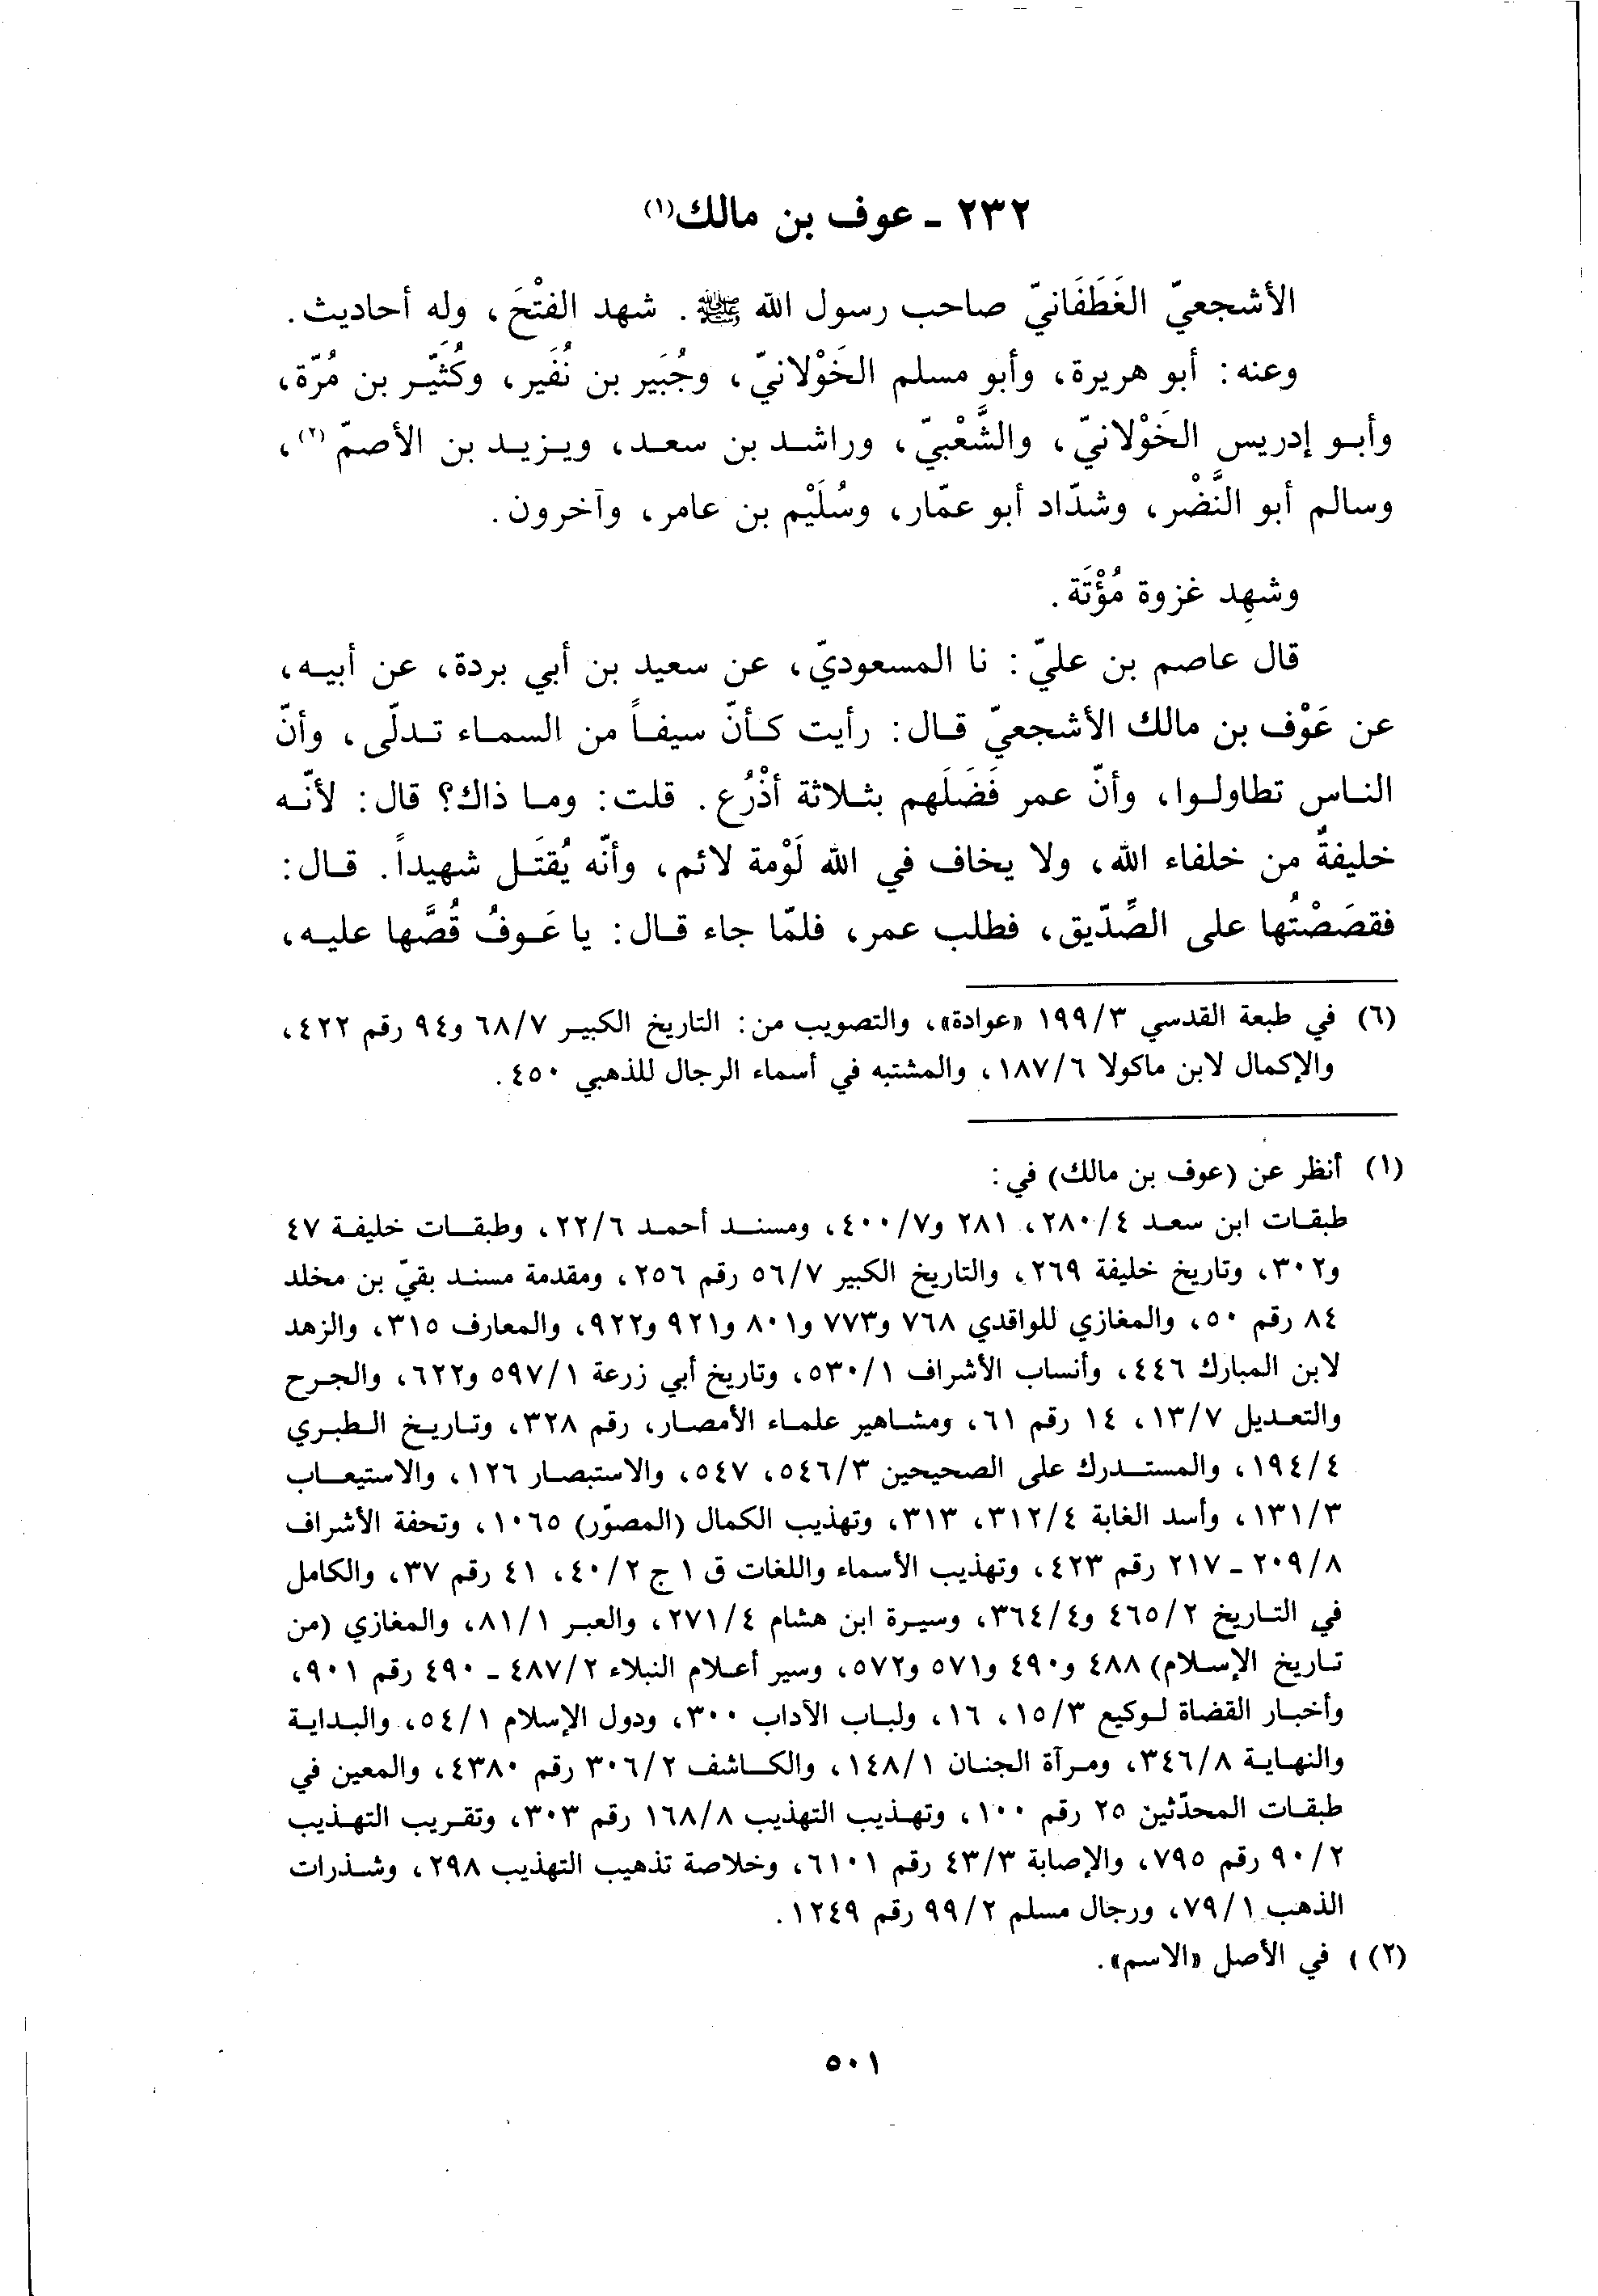 ٢٣٢ ـ عوف بن مالك(١)
الأشجعيّ الغَطَفَانيّ صاحب رسول الله ﷺ. شهد الفتْحَ، وله أحاديث.
وعنه: أبو هريرة، وأبو مسلم الخَوْلانيّ، وجُبَير بن نُفَير، وكُثَيّر بن مُرّة،
وأبو إدريس الخَوْلانيّ، والشَّعْبيّ، وراشد بن سعد، ويزيد بن الأصمّ(٢)،
وسالم أبو النَّضْر، وشدّاد أبو عمّار، وسُلَيْم بن عامر، وآخرون.
وشهِد غزوة مُؤْتَة.
قال عاصم بن عليّ: نا المسعوديّ، عن سعيد بن أبي بردة، عن أبيه،
عن عَوْف بن مالك الأشجعيّ قال: رأيت كأنّ سيفاً من السماء تدلّى، وأنّ
الناس تطاولوا، وأنّ عمر فَضَلَهم بثلاثة أذْرُع. قلت: وما ذاك؟ قال: لأنّه
خليفةٌ من خلفاء الله، ولا يخاف في الله لَوْمة لائم، وأنّه يُقتَل شهيداً. قال:
فقصَصْتُها على الصِّدّيق، فطلب عمر، فلمّا جاء قال: يا عَوفُ قُصَّها عليه،
(٦) في طبعة القدسي ١٩٩/٣ «عوادة»، والتصويب من: التاريخ الكبير ٦٨/٧ و٩٤ رقم ٤٢٢،
والإكمال لابن ماكولا ١٨٧/٦، والمشتبه في أسماء الرجال للذهبي ٤٥٠.
(١) أنظر عن (عوف بن مالك) في:
طبقات ابن سعد ٢٨٠/٤، ٢٨١ و٤٠٠/٧، ومسند أحمد ٢٢/٦، وطبقات خليفة ٤٧
و٣٠٢، وتاريخ خليفة ٢٦٩، والتاريخ الكبير ٥٦/٧ رقم ٢٥٦، ومقدمة مسند بقيّ بن مخلد
٨٤ رقم ٥٠، والمغازي للواقدي ٧٦٨ و٧٧٣ و٨٠١ و٩٢١ و٩٢٢، والمعارف ٣١٥، والزهد
لابن المبارك ٤٤٦، وأنساب الأشراف ٥٣٠/١، وتاريخ أبي زرعة ٥٩٧/١ و٦٢٢، والجرح
والتعديل ١٣/٧، ١٤ رقم ٦١، ومشاهير علماء الأمصار، رقم ٣٢٨، وتاريخ الطبري
١٩٤/٤، والمستدرك على الصحيحين ٥٤٦/٣، ٥٤٧، والاستبصار ١٢٦، والاستيعاب
١٣١/٣، وأسد الغابة ٣١٢/٤، ٣١٣، وتهذيب الكمال (المصوّر) ١٠٦٥، وتحفة الأشراف
٢٠٩/٨ ـ ٢١٧ رقم ٤٢٣، وتهذيب الأسماء واللغات ق ١ ج ٤٠/٢، ٤١ رقم ٣٧، والكامل
في التاريخ ٤٦٥/٢ و٣٦٤/٤، وسيرة ابن هشام ٢٧١/٤، والعبر ٨١/١، والمغازي (من
تاريخ الإسلام) ٤٨٨ و٤٩٠ و٥٧١ و٥٧٢، وسير أعلام النبلاء ٤٨٧/٢ ـ ٤٩٠ رقم ٩٠١،
وأخبار القضاة لوكيع ١٥/٣، ١٦، ولباب الآداب ٣٠٠، ودول الإسلام ٥٤/١، والبداية
والنهاية ٣٤٦/٨، ومرآة الجنان ١٤٨/١، والكاشف ٣٠٦/٢ رقم ٤٣٨٠، والمعين في
طبقات المحدّثين ٢٥ رقم ١٠٠، وتهذيب التهذيب ١٦٨/٨ رقم ٣٠٣، وتقريب التهذيب
٩٠/٢ رقم ٧٩٥، والإصابة ٤٣/٣ رقم ٦١٠١، وخلاصة تذهيب التهذيب ٢٩٨، وشذرات
الذهب ٧٩/١، ورجال مسلم ٩٩/٢ رقم ١٢٤٩.
(٢)) في الأصل «الاسم».
٥٠١